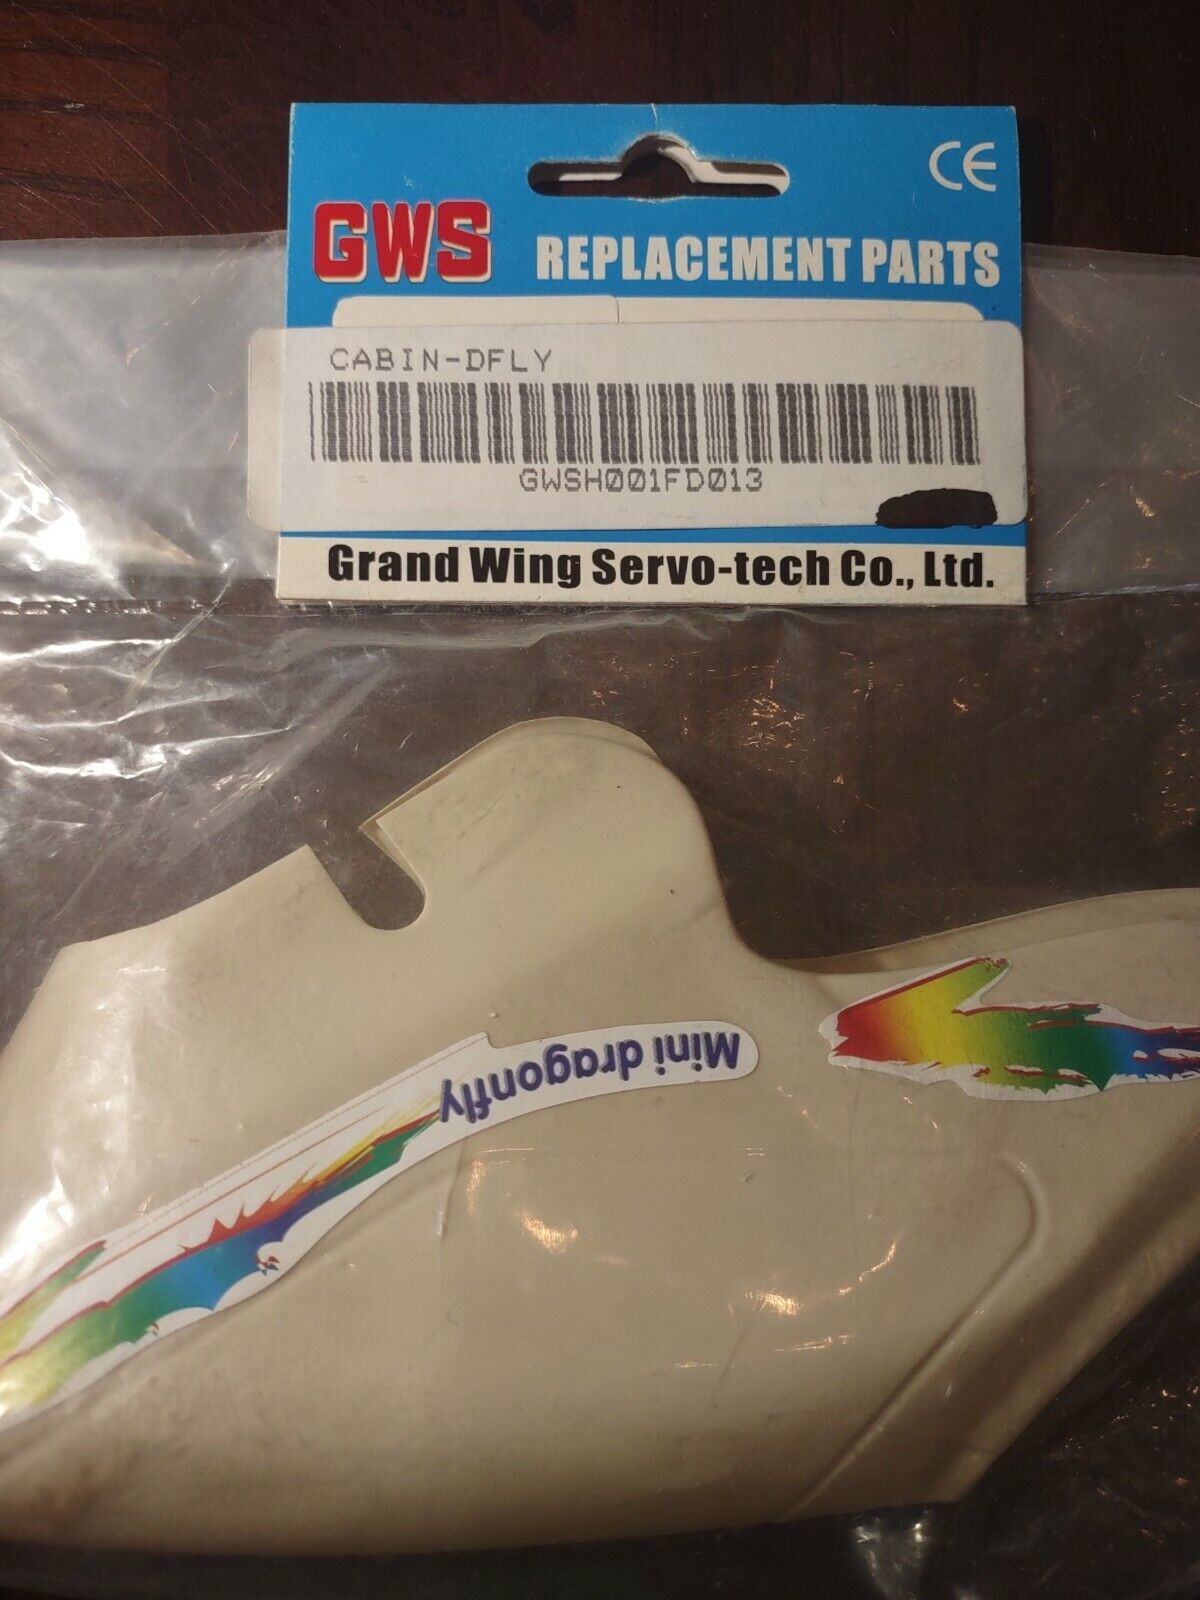 CE
GWS REPLACEMENT PARTS
CABIN-DFLY
GWSH001FD013
Grand Wing Servo-tech Co., Ltd.
Mini dragonfly